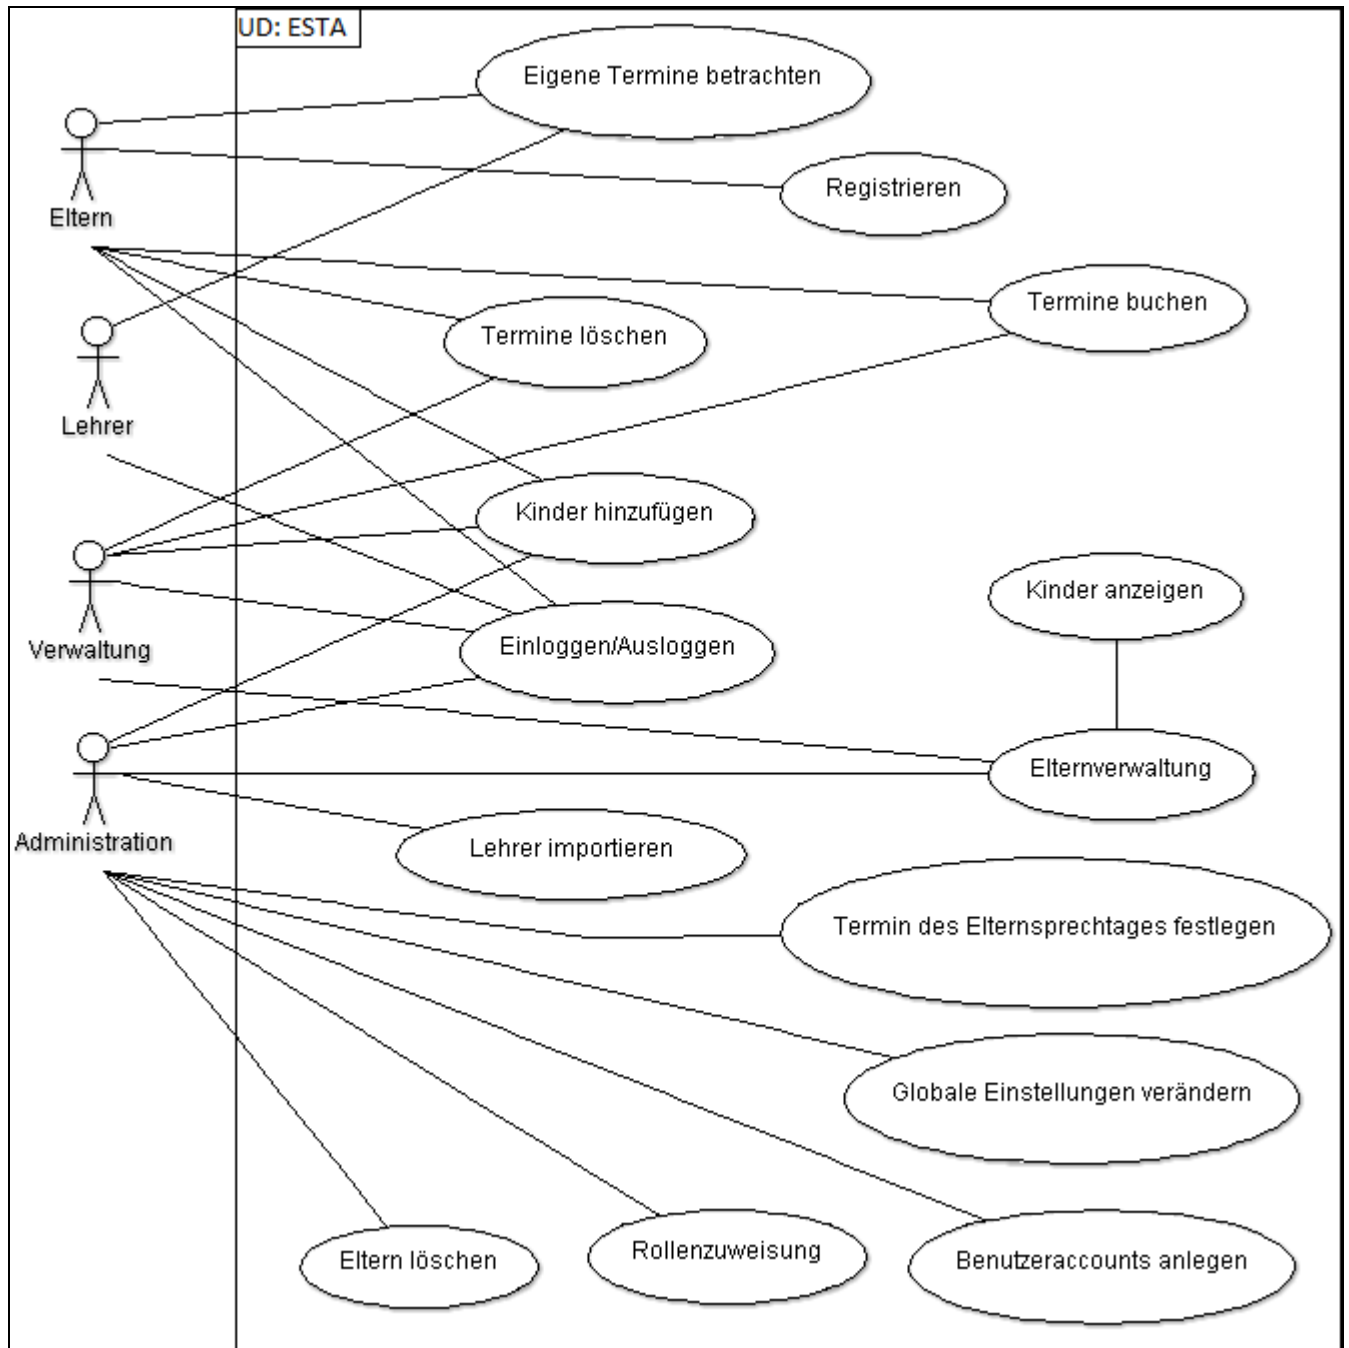 UD: ESTA
Eigene Termine betrachten
Registrieren
Eltern
Termine buchen
Termine löschen
Lehrer
Kinder hinzufügen
Kinder anzeigen
Einloggen/Ausloggen
Verwaltung
Elternverwaltung
Administration
Lehrer importieren
Termin des Elternsprechtages festlegen
Globale Einstellungen verändern
Rollenzuweisung
Eltern löschen
Benutzeraccounts anlegen